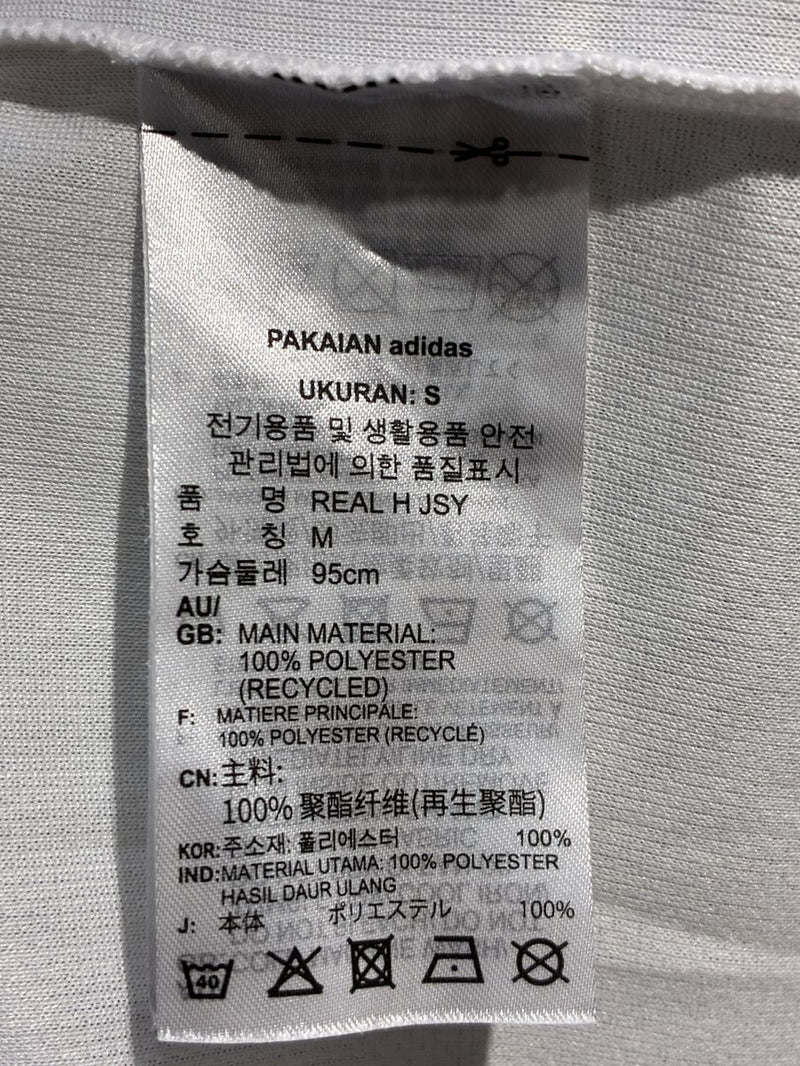 PAKAIAN adidas
UKURAN: S
전기용품 및 생활용품 안전
관리법에 의한 품질표시
품 명 REAL H JSY
호 칭 M
가슴둘레 95cm
AU/
GB: MAIN MATERIAL:
100% POLYESTER
(RECYCLED)
F: MATIERE PRINCIPALE:
100% POLYESTER (RECYCLÉ)
CN:主料:
100% 聚酯纤维(再生聚酯)
KOR:주소재: 폴리에스터 100%
IND:MATERIAL UTAMA: 100% POLYESTER
HASIL DAUR ULANG
J: 本体 ポリエステル 100%
40